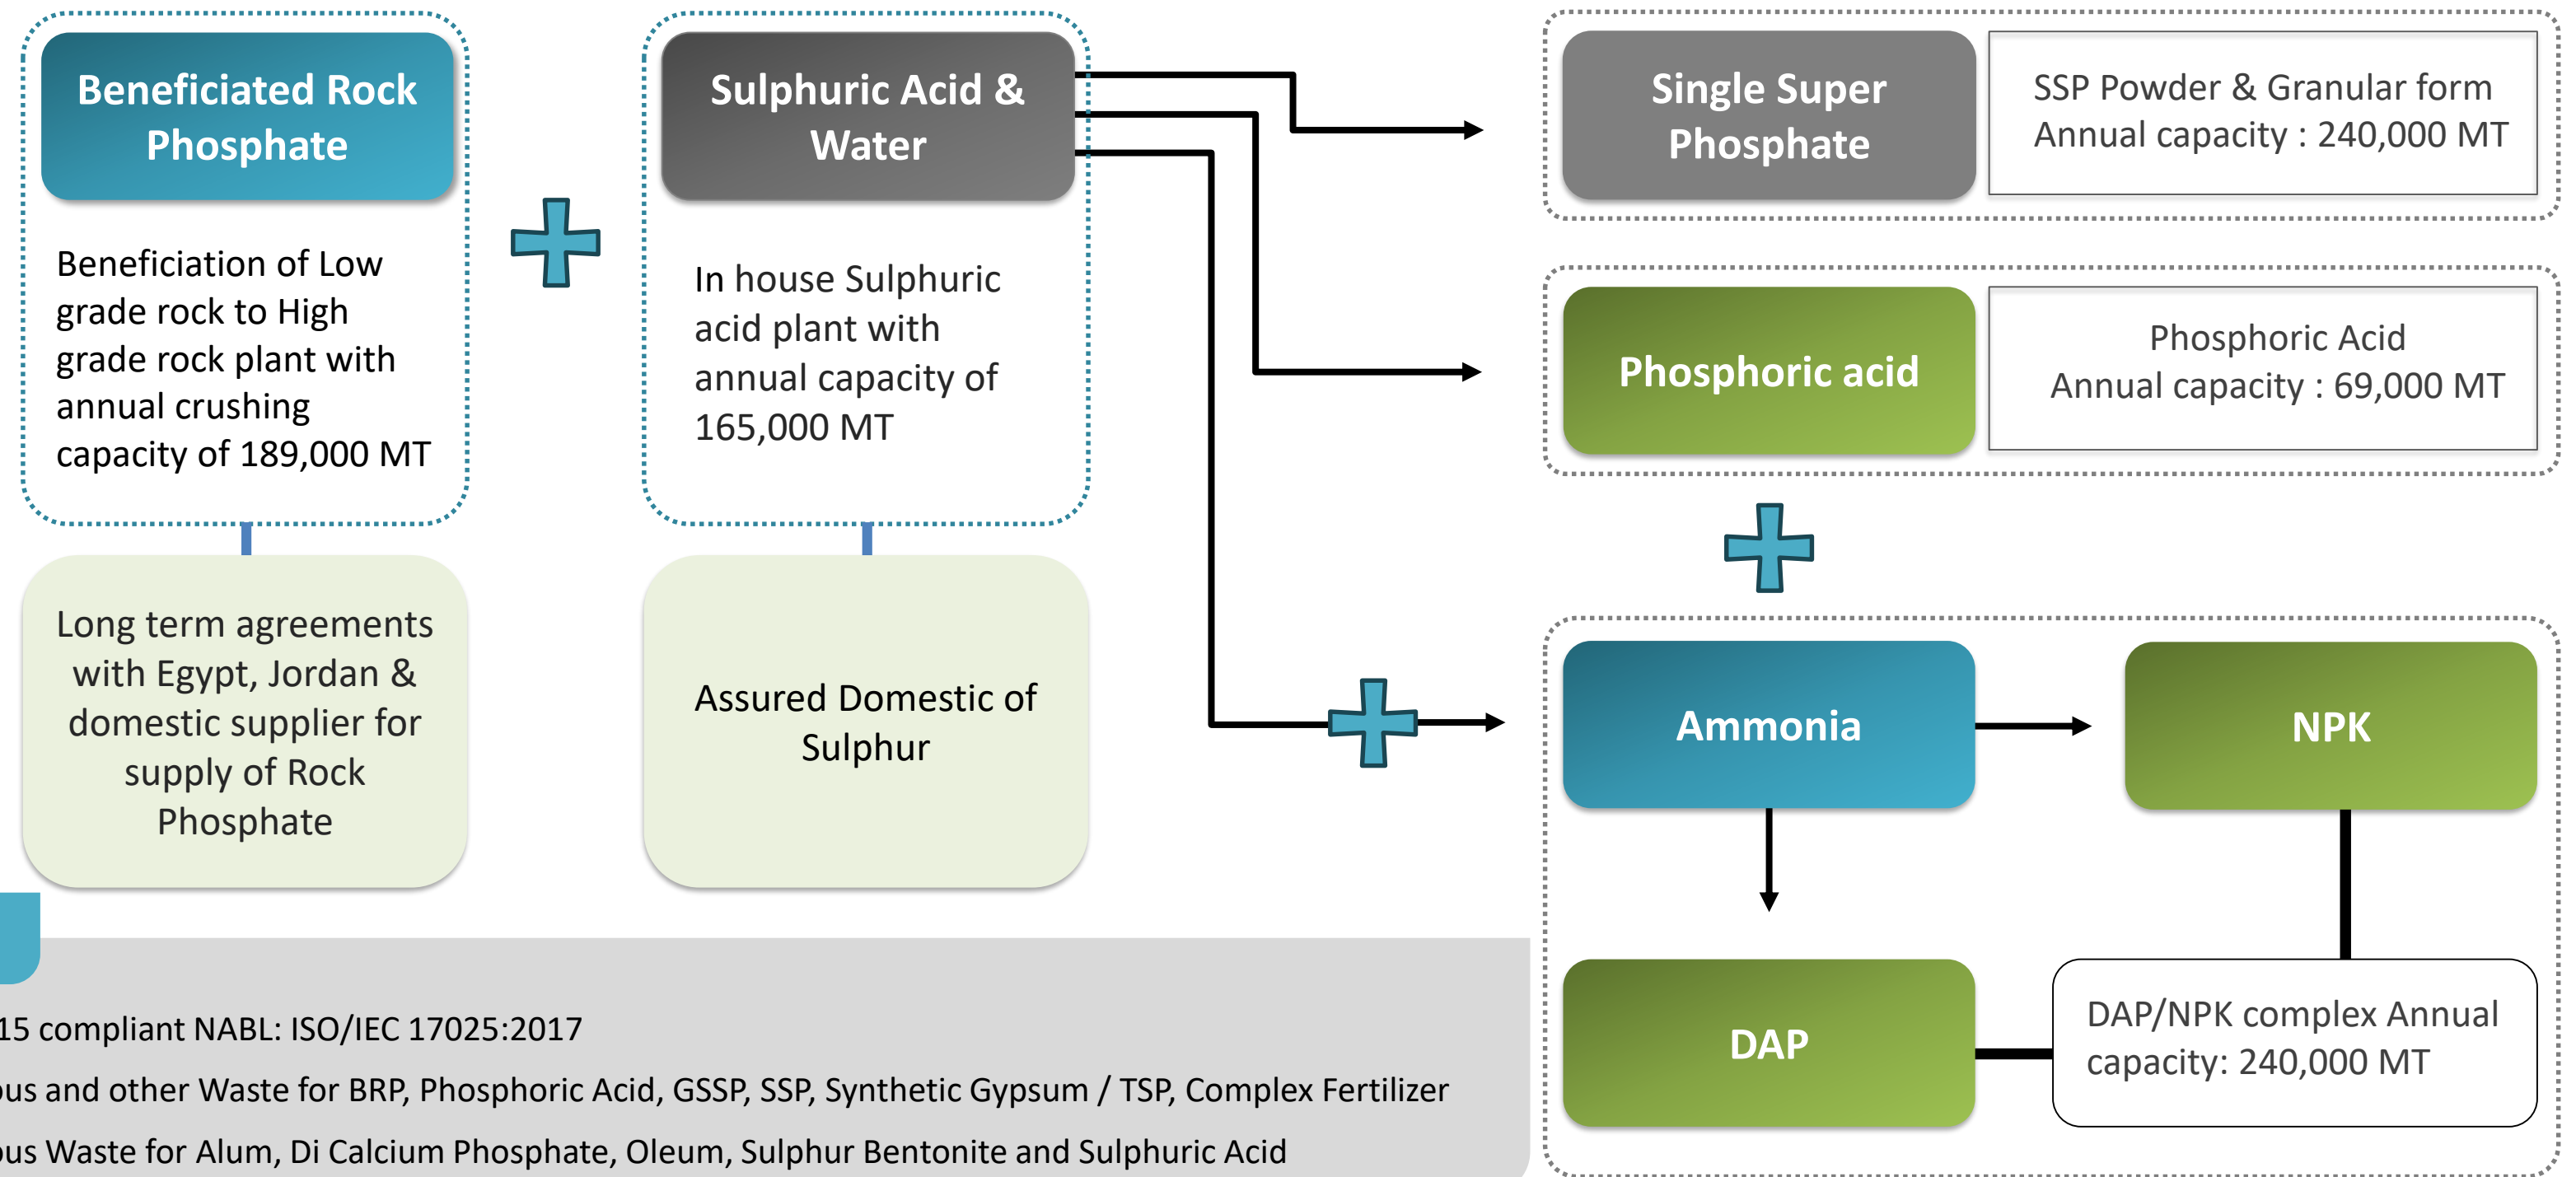 Beneficiated Rock
Phosphate
Beneficiation of Low
grade rock to High
grade rock plant with
annual crushing
capacity of 189,000 MT
Long term agreements
with Egypt, Jordan &
domestic supplier for
supply of Rock
Phosphate
Sulphuric Acid &
Water
In house Sulphuric
acid plant with
annual capacity of
165,000 MT
Assured Domestic of
Sulphur
Single Super
Phosphate
SSP Powder & Granular form
Annual capacity : 240,000 MT
Phosphoric acid
Phosphoric Acid
Annual capacity : 69,000 MT
Ammonia
NPK
DAP
DAP/NPK complex Annual
capacity: 240,000 MT
15 compliant NABL: ISO/IEC 17025:2017
and other Waste for BRP, Phosphoric Acid, GSSP, SSP, Synthetic Gypsum / TSP, Complex Fertilizer
Waste for Alum, Di Calcium Phosphate, Oleum, Sulphur Bentonite and Sulphuric Acid